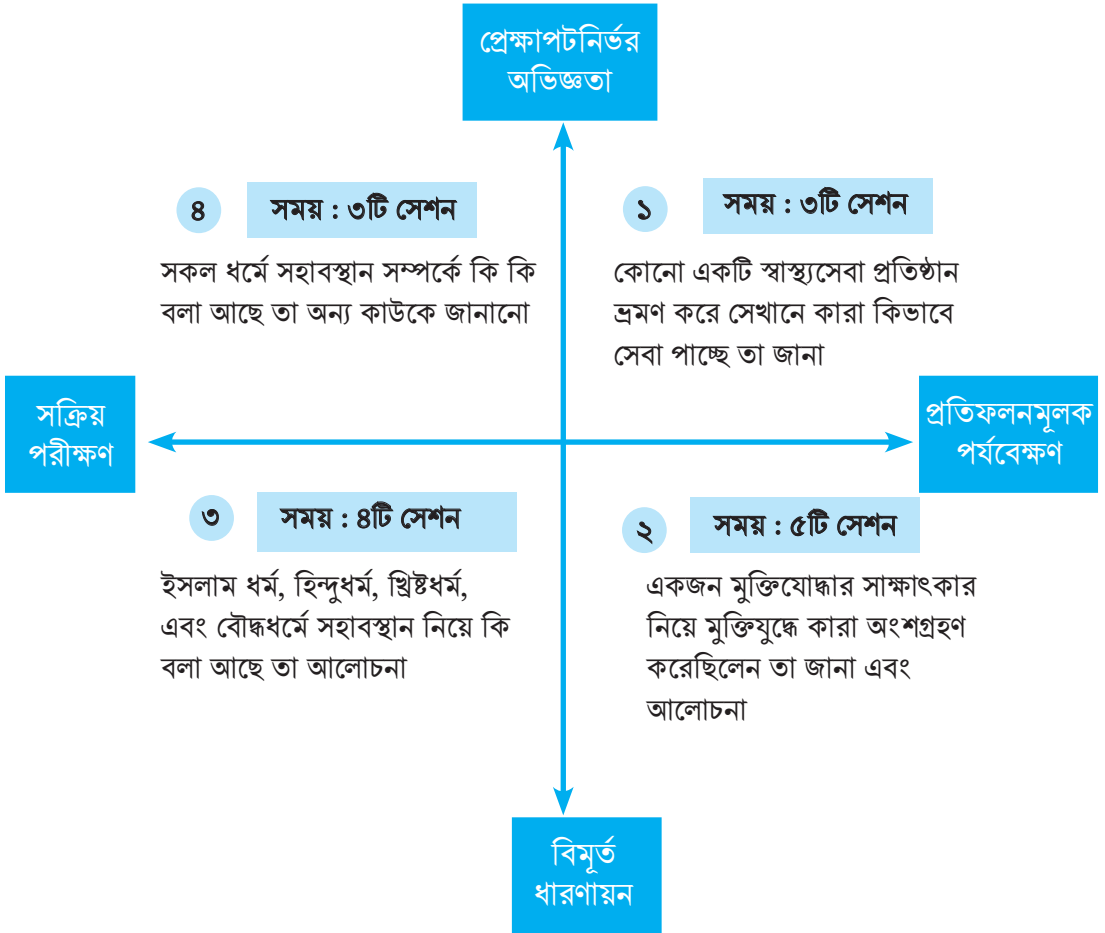 প্রেক্ষাপটনির্ভর
অভিজ্ঞতা
৪
সময় : ৩টি সেশন
সকল ধর্মে সহাবস্থান সম্পর্কে কি কি
বলা আছে তা অন্য কাউকে জানানো
১
সময় : ৩টি সেশন
কোনো একটি স্বাস্থ্যসেবা প্রতিষ্ঠান
ভ্রমণ করে সেখানে কারা কিভাবে
সেবা পাচ্ছে তা জানা
সক্রিয়
পরীক্ষণ
প্রতিফলনমূলক
পর্যবেক্ষণ
৩
সময় : ৪টি সেশন
ইসলাম ধর্ম, হিন্দুধর্ম, খ্রিষ্টধর্ম,
এবং বৌদ্ধধর্মে সহাবস্থান নিয়ে কি
বলা আছে তা আলোচনা
২
সময় : ৫টি সেশন
একজন মুক্তিযোদ্ধার সাক্ষাৎকার
নিয়ে মুক্তিযুদ্ধে কারা অংশগ্রহণ
করেছিলেন তা জানা এবং
আলোচনা
বিমূর্ত
ধারণায়ন